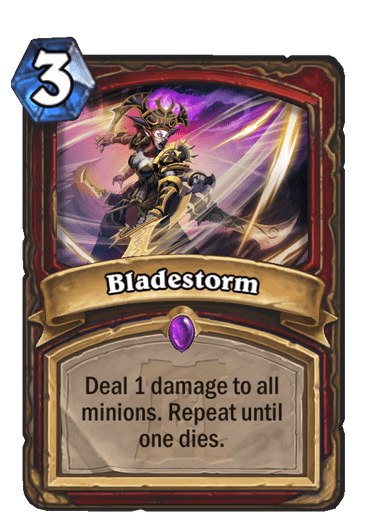 3
Bladestorm
Deal 1 damage to all
minions. Repeat until
one dies.